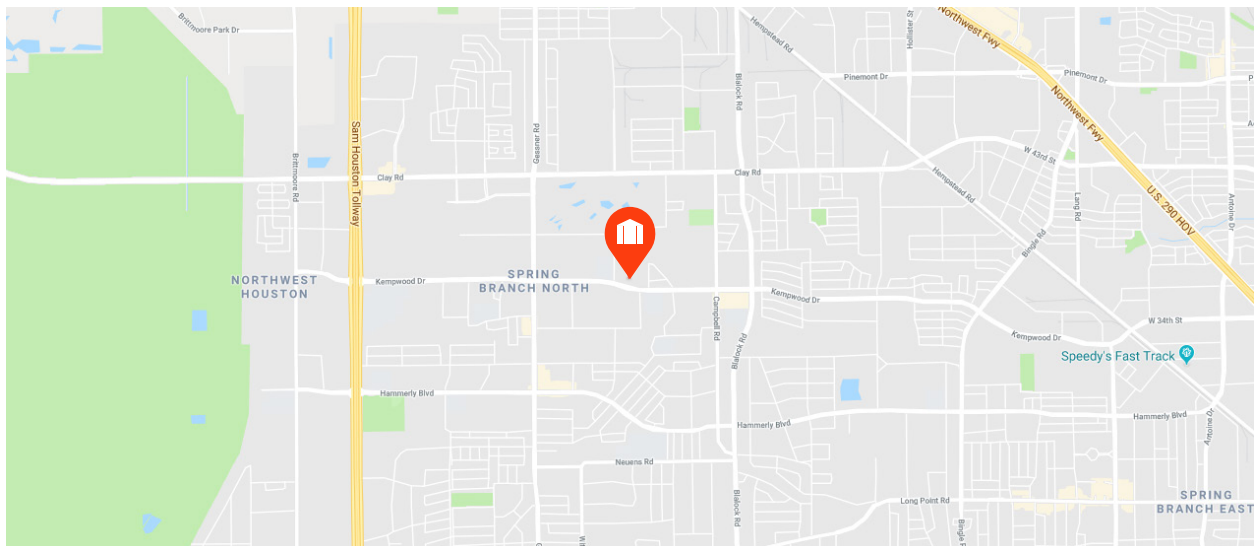 Brittmoore Park Dr
Hempstead Rd
Hollister St
Northwest Fwy
Pinemont Dr
Pinemont Dr
Blalock Rd
Northwest Fwy
Sam Houston Tollway
Gessner Rd
W 43rd St
Brittmoore Rd
Clay Rd
Clay Rd
Hempstead Rd
Lang Rd
U.S. 290 HOV
Antoine Dr
Bingle Rd
NORTHWEST
HOUSTON
Kempwood Dr
SPRING
BRANCH NORTH
Kempwood Dr
Campbell Rd
Blalock Rd
Kempwood Dr
W 34th St
Speedy's Fast Track
Hammerly Blvd
Hammerly Blvd
Hammerly Blvd
Antoine Dr
Neuens Rd
Blalock Rd
Long Point Rd
SPRING
BRANCH EAST